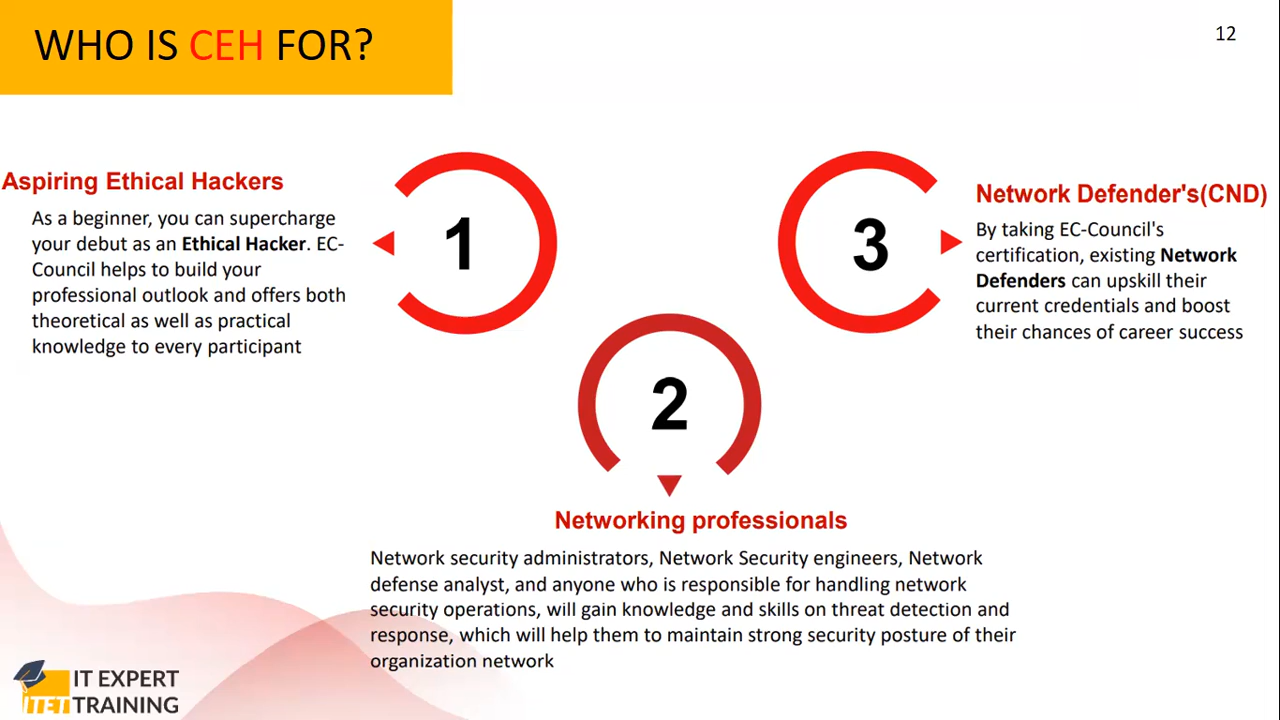 WHO IS CEH FOR?
12
Aspiring Ethical Hackers
As a beginner, you can supercharge
your debut as an Ethical Hacker. EC-
Council helps to build your
professional outlook and offers both
theoretical as well as practical
knowledge to every participant
1
2
Networking professionals
Network security administrators, Network Security engineers, Network
defense analyst, and anyone who is responsible for handling network
security operations, will gain knowledge and skills on threat detection and
response, which will help them to maintain strong security posture of their
organization network
3
Network Defender's(CND)
By taking EC-Council's
certification, existing Network
Defenders can upskill their
current credentials and boost
their chances of career success
IT EXPERT
ITET TRAINING